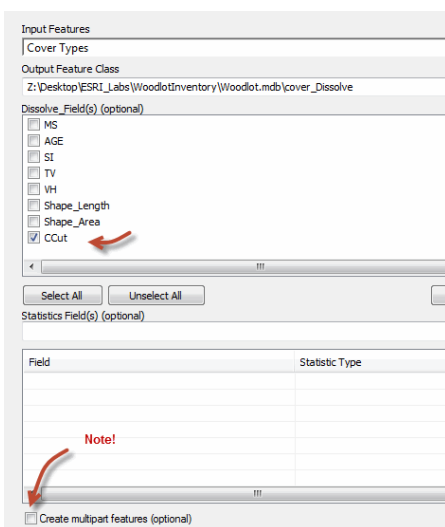 Input Features
Cover Types
Output Feature Class
Z:\Desktop\ESRI_Labs\WoodlotInventory\Woodlot.mdb\cover_Dissolve
Dissolve_Field(s) (optional)
MS
AGE
SI
TV
VH
Shape_Length
Shape_Area
CCut
Select All Unselect All
Statistics Field(s) (optional)
Field Statistic Type
Note!
Create multipart features (optional)